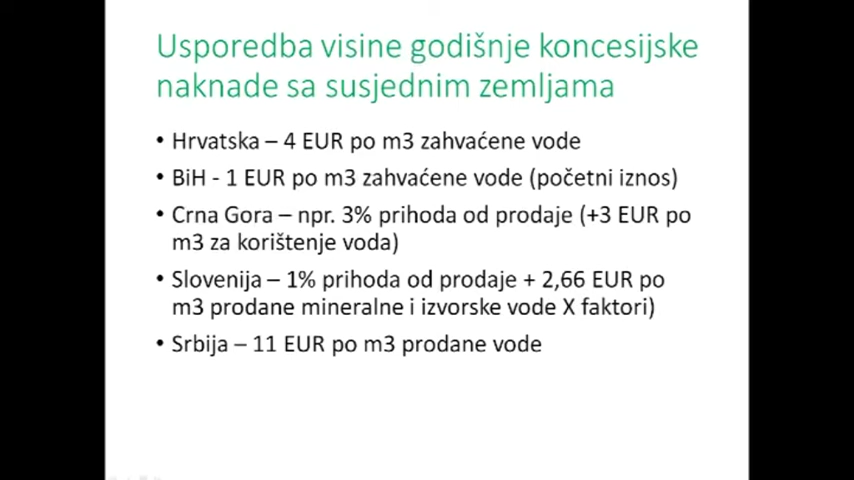 Usporedba visine godišnje koncesijske
naknade sa susjednim zemljama
• Hrvatska – 4 EUR po m3 zahvaćene vode
• BiH - 1 EUR po m3 zahvaćene vode (početni iznos)
• Crna Gora – npr. 3% prihoda od prodaje (+3 EUR po
m3 za korištenje voda)
• Slovenija – 1% prihoda od prodaje + 2,66 EUR po
m3 prodane mineralne i izvorske vode X faktori)
• Srbija – 11 EUR po m3 prodane vode